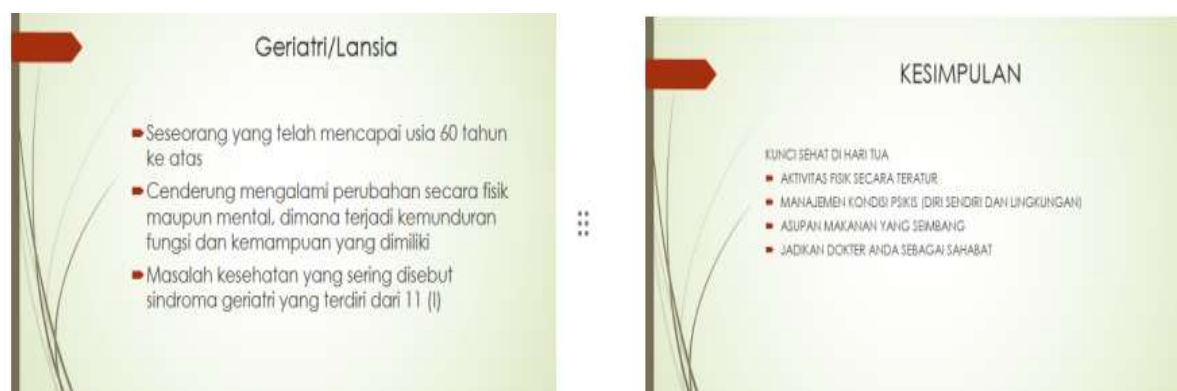 Geriatri/Lansia
Seseorang yang telah mencapai usia 60 tahun
ke atas
Cenderung mengalami perubahan secara fisik
maupun mental, dimana terjadi kemunduran
fungsi dan kemampuan yang dimiliki
Masalah kesehatan yang sering disebut
sindroma geriatri yang terdiri dari 11 (I)
KESIMPULAN
KUNCI SEHAT DI HARI TUA
AKTIVITAS FISIK SECARA TERATUR
MANAJEMEN KONDISI PSIKIS (DIRI SENDIRI DAN LINGKUNGAN)
ASUPAN MAKANAN YANG SEIMBANG
JADIKAN DOKTER ANDA SEBAGAI SAHABAT